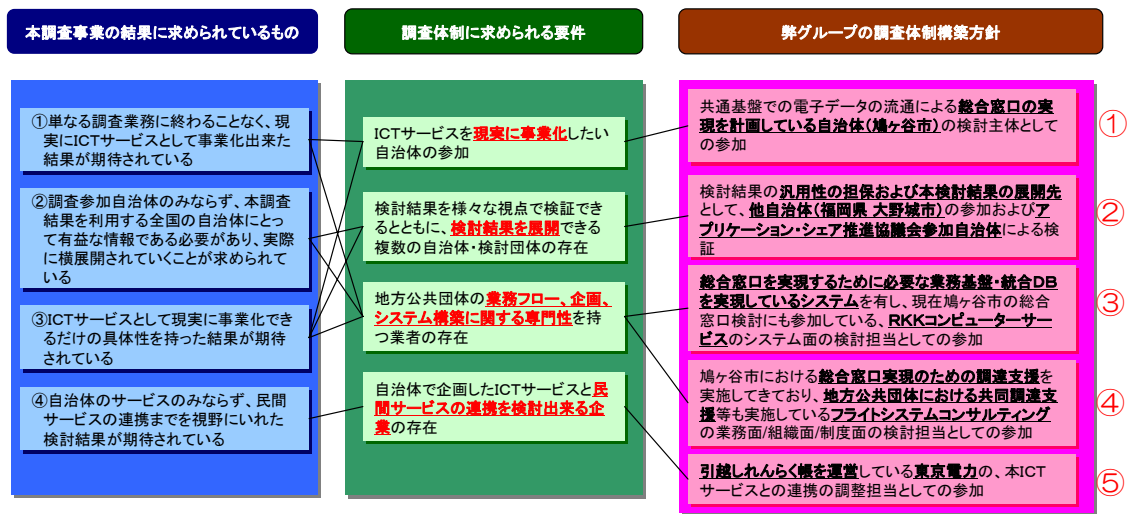 本調査事業の結果に求められているもの
調査体制に求められる要件
弊グループの調査体制構築方針
①単なる調査業務に終わることなく、現
実にICTサービスとして事業化出来た
結果が期待されている
②調査参加自治体のみならず、本調査
結果を利用する全国の自治体にとっ
て有益な情報である必要があり、実際
に横展開されていくことが求められて
いる
③ICTサービスとして現実に事業化でき
るだけの具体性を持った結果が期待
されている
④自治体のサービスのみならず、民間
サービスの連携までを視野にいれた
検討結果が期待されている
ICTサービスを現実に事業化したい
自治体の参加
検討結果を様々な視点で検証でき
るとともに、検討結果を展開できる
複数の自治体・検討団体の存在
地方公共団体の業務フロー、企画、
システム構築に関する専門性を持
つ業者の存在
自治体で企画したICTサービスと民
間サービスの連携を検討出来る企
業の存在
共通基盤での電子データの流通による総合窓口の実
現を計画している自治体(鳩ヶ谷市)の検討主体として
の参加
①
検討結果の汎用性の担保および本検討結果の展開先
として、他自治体(福岡県 大野城市)の参加およびア
プリケーション・シェア推進協議会参加自治体による検
証
②
総合窓口を実現するために必要な業務基盤・統合DB
を実現しているシステムを有し、現在鳩ヶ谷市の総合
窓口検討にも参加している、RKKコンピューターサー
ビスのシステム面の検討担当としての参加
③
鳩ヶ谷市における総合窓口実現のための調達支援を
実施してきており、地方公共団体における共同調達支
援等も実施しているフライトシステムコンサルティング
の業務面/組織面/制度面の検討担当としての参加
④
引越しれんらく帳を運営している東京電力の、本ICT
サービスとの連携の調整担当としての参加
⑤